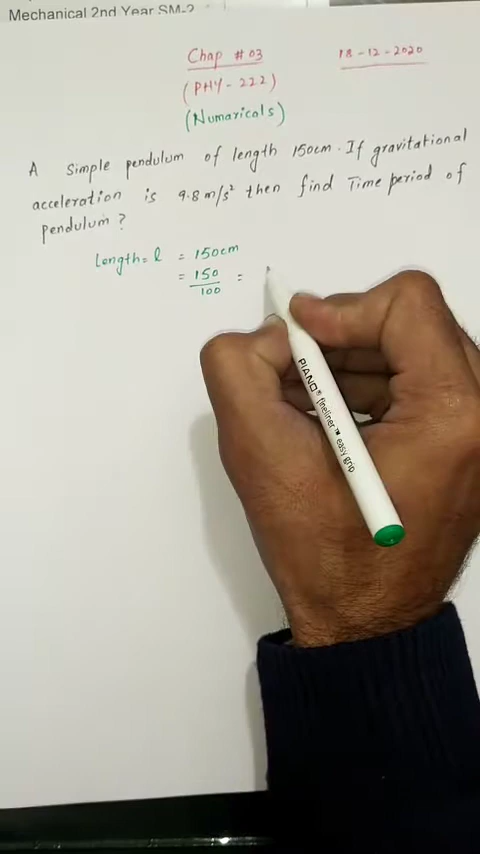 Mechanical 2nd Year SM-2
Chap # 03
18-12-2020
(PHY-222)
(Numaricals)
A simple pendulum of length 150cm. If gravitational
acceleration is 9.8 m/s² then find Time period of
pendulum?
Length = l = 150cm
= 150/100 =
PIANO® fineliner™ easy grip